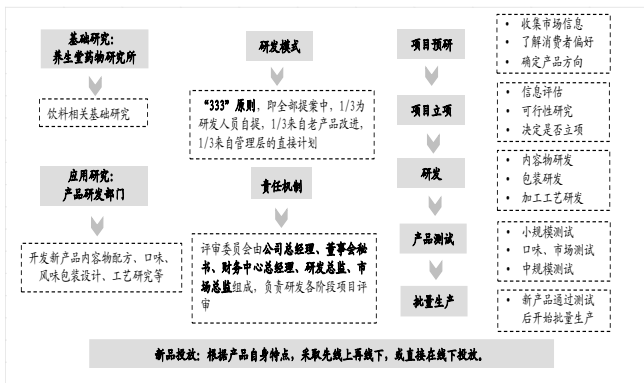 基础研究：
养生堂药物研究所
饮料相关基础研究
应用研究：
产品研发部门
开发新产品内容物配方、口味、
风味包装设计、工艺研究等
研发模式
“333”原则，即全部提案中，1/3为
研发人员自提，1/3来自老产品改进，
1/3来自管理层的直接计划
责任机制
评审委员会由公司总经理、董事会秘
书、财务中心总经理、研发总监、市
场总监组成，负责研发各阶段项目评
审
项目预研
• 收集市场信息
• 了解消费者偏好
• 确定产品方向
项目立项
• 信息评估
• 可行性研究
• 决定是否立项
研发
• 内容物研发
• 包装研发
• 加工工艺研发
产品测试
• 小规模测试
• 口味、市场测试
• 中规模测试
批量生产
• 新产品通过测试
后开始批量生产
新品投放：根据产品自身特点，采取先线上再线下，或直接在线下投放。